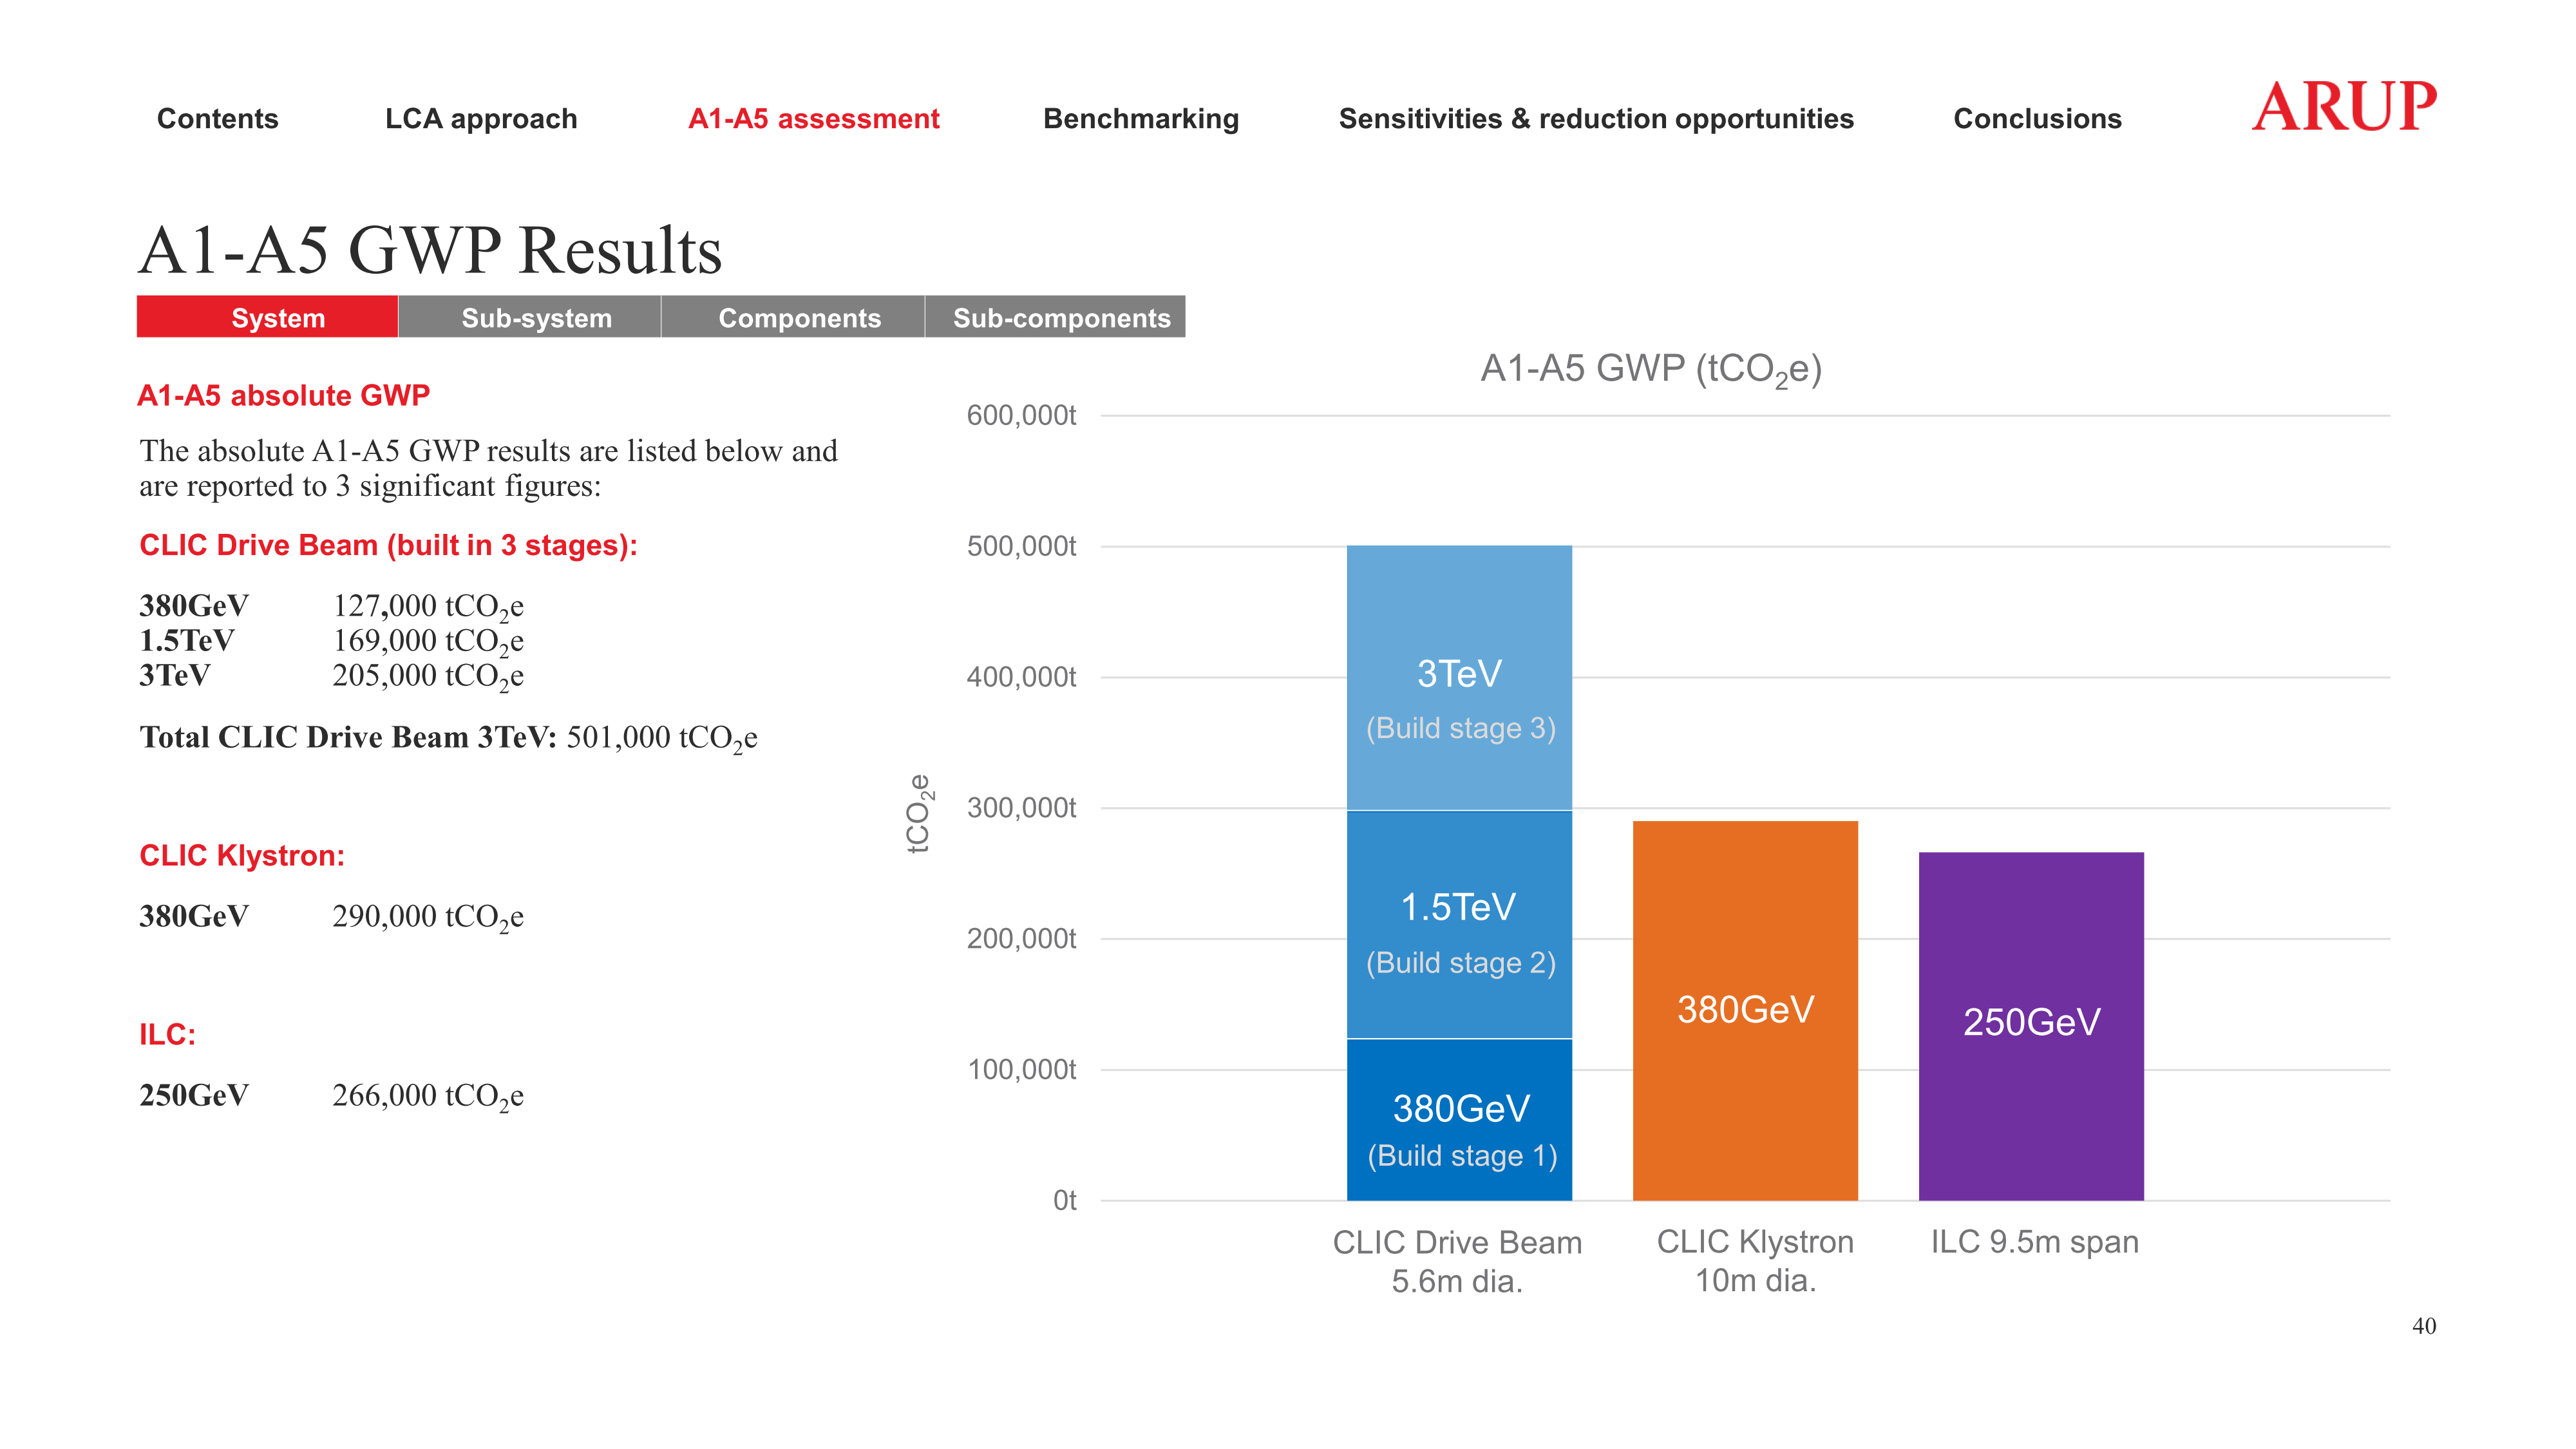 Contents LCA approach A1-A5 assessment Benchmarking Sensitivities & reduction opportunities Conclusions ARUP
A1-A5 GWP Results
System Sub-system Components Sub-components
A1-A5 absolute GWP
The absolute A1-A5 GWP results are listed below and
are reported to 3 significant figures:
CLIC Drive Beam (built in 3 stages):
380GeV 127,000 tCO₂e
1.5TeV 169,000 tCO₂e
3TeV 205,000 tCO₂e
Total CLIC Drive Beam 3TeV: 501,000 tCO₂e
CLIC Klystron:
380GeV 290,000 tCO₂e
ILC:
250GeV 266,000 tCO₂e
A1-A5 GWP (tCO₂e)
tCO₂e
600,000t
500,000t
400,000t
300,000t
200,000t
100,000t
0t
3TeV
(Build stage 3)
1.5TeV
(Build stage 2)
380GeV
(Build stage 1)
380GeV
250GeV
CLIC Drive Beam
5.6m dia.
CLIC Klystron
10m dia.
ILC 9.5m span
40